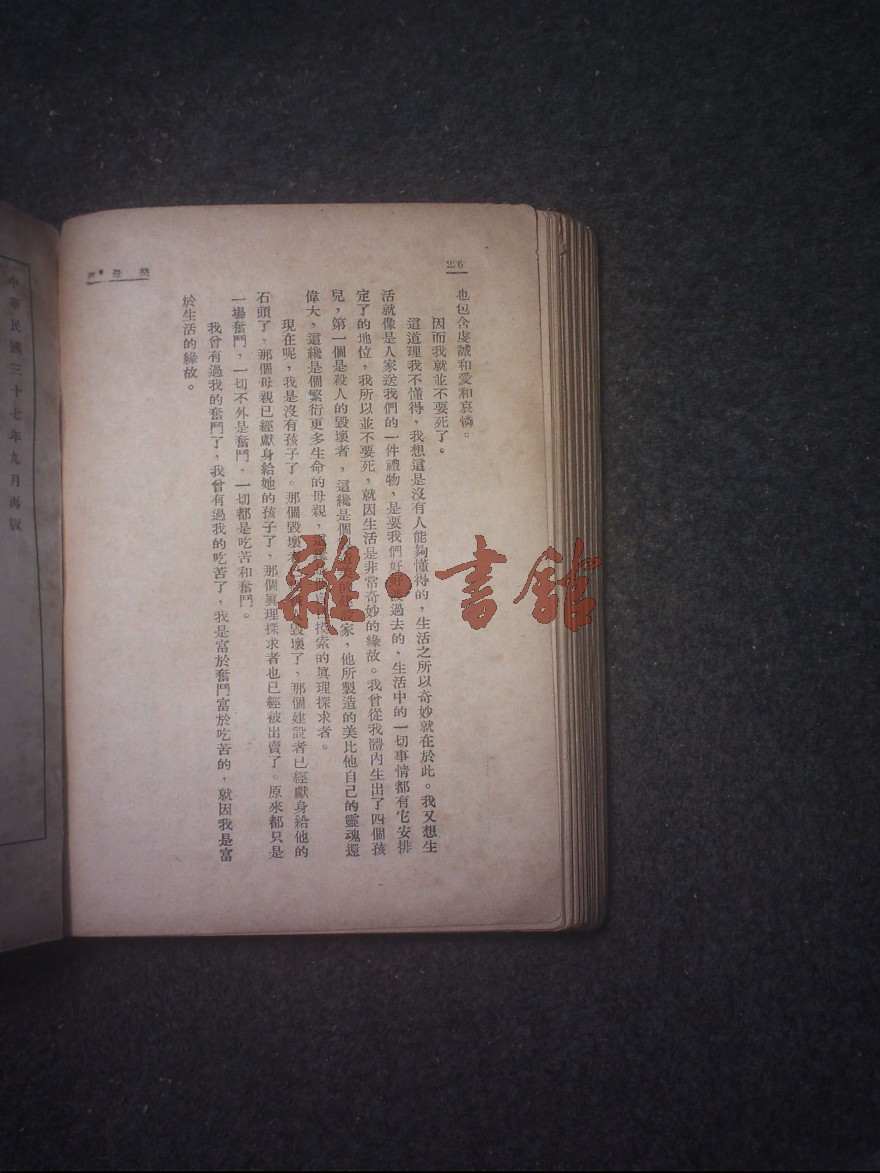 226
也包含虔誠和愛和哀憐。
因而我就並不要死了。
這道理我不懂得，我想這是沒有人能夠懂得的，生活之所以奇妙就在於此。我又想生
活就像是人家送我們的一件禮物，是要我們好好渡過去的，生活中的一切事情都有它安排
定了的地位，我所以並不要死，就因生活是非常奇妙的緣故。我曾從我體內生出了四個孩
兒，第一個是殺人的毀壞者，這纔是個家，他所製造的美比他自己的靈魂還
偉大，這纔是個繁衍更多生命的母親，摸索的眞理探求者。
現在呢，我是沒有孩子了。那個毀壞毀壞了，那個建設者已經獻身給他的
石頭了，那個母親已經獻身給她的孩子了，那個眞理探求者也已經被出賣了。原來都只是
一場奮鬥，一切不外是奮鬥，一切都是吃苦和奮鬥。
我曾有過我的奮鬥了，我曾有過我的吃苦了，我是富於奮鬥富於吃苦的，就因我是富
於生活的緣故。
中華民國三十七年九月再版
雜·書館